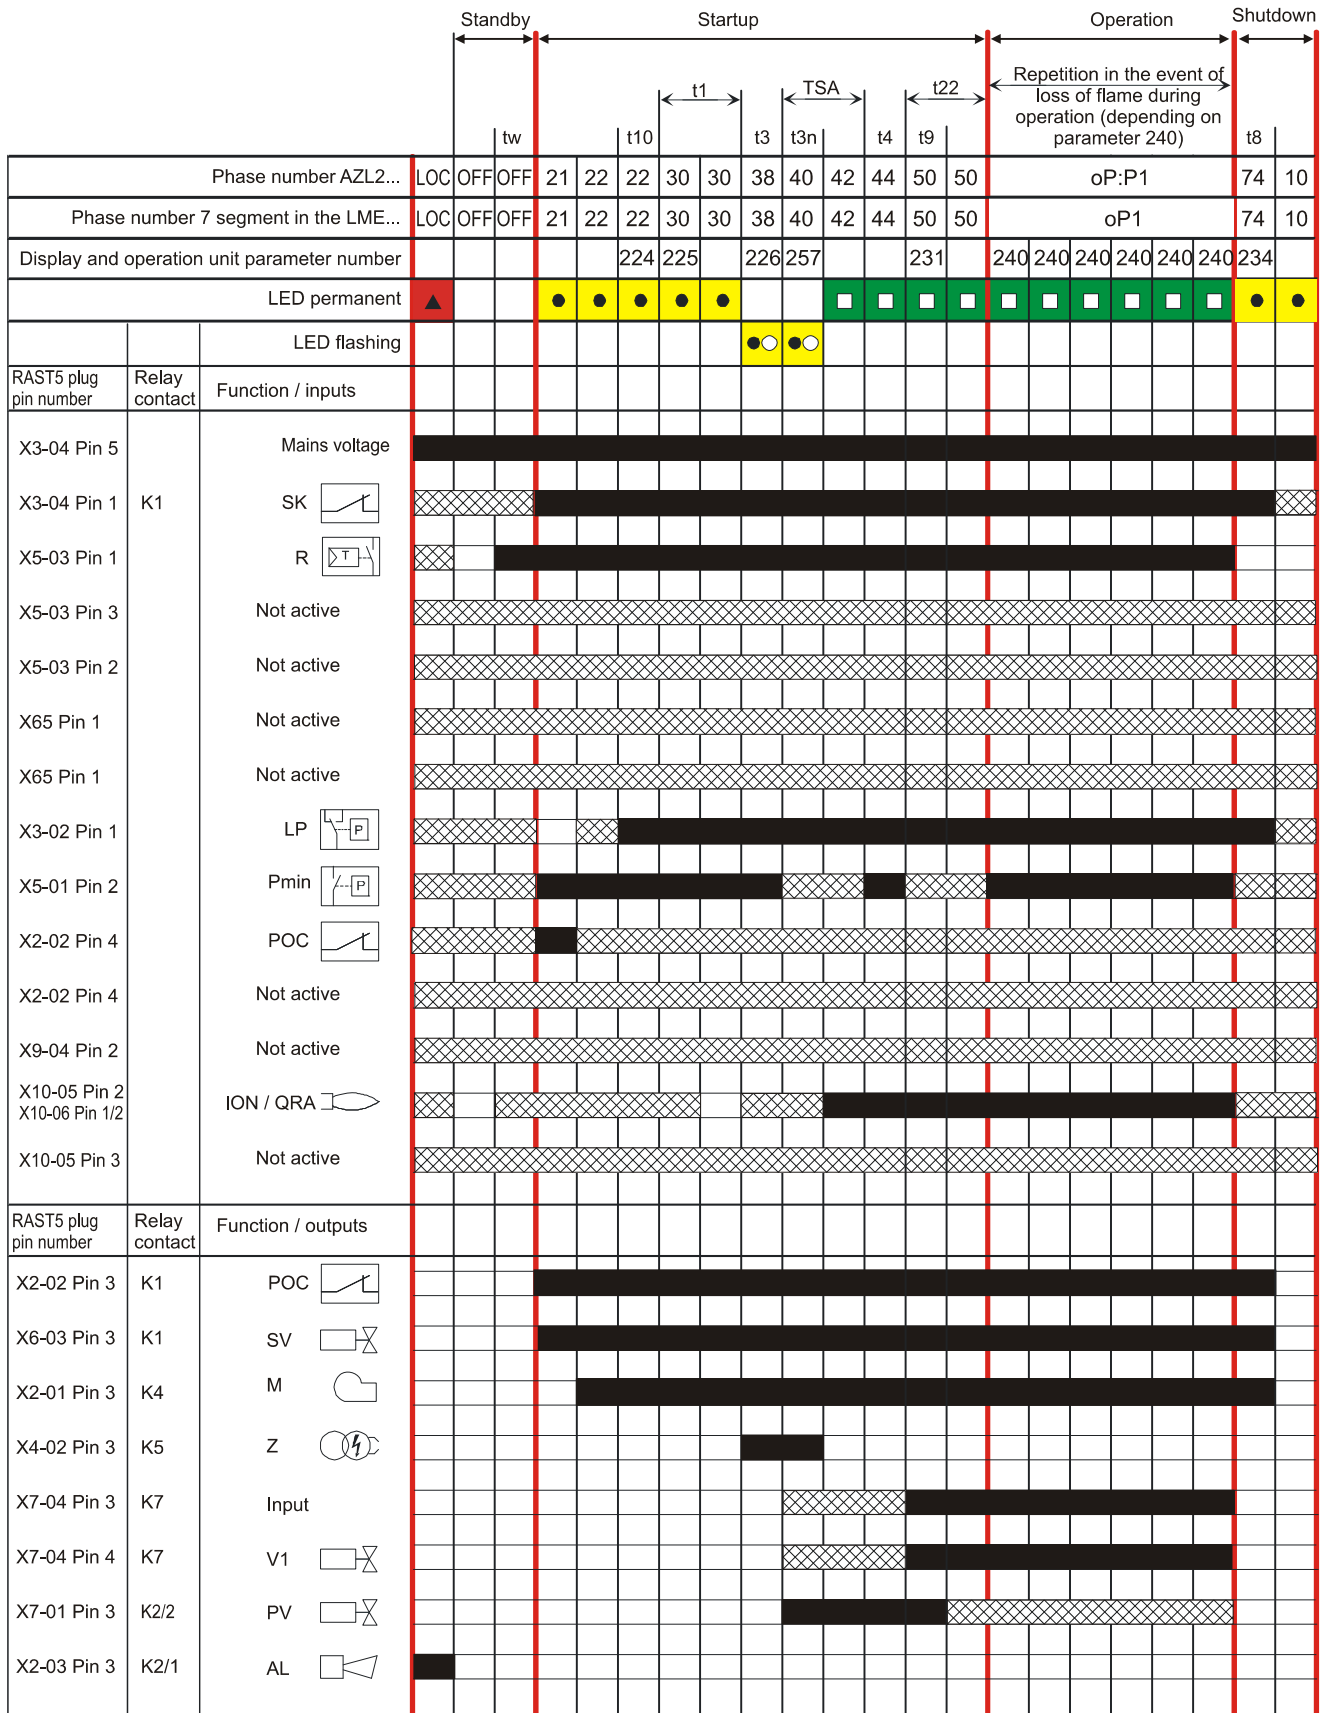 Standby Startup Operation Shutdown
Repetition in the event of
loss of flame during
operation (depending on
parameter 240)
t1 TSA t22
tw t10 t3 t3n t4 t9 t8
Phase number AZL2... LOC OFF OFF 21 22 22 30 30 38 40 42 44 50 50 oP:P1 74 10
Phase number 7 segment in the LME... LOC OFF OFF 21 22 22 30 30 38 40 42 44 50 50 oP1 74 10
Display and operation unit parameter number 224 225 226 257 231 240 240 240 240 240 240 234
LED permanent
LED flashing
RAST5 plug
pin number
Relay
contact
Function / inputs
X3-04 Pin 5 Mains voltage
X3-04 Pin 1 K1 SK
X5-03 Pin 1 R T
X5-03 Pin 3 Not active
X5-03 Pin 2 Not active
X65 Pin 1 Not active
X65 Pin 1 Not active
X3-02 Pin 1 LP P
X5-01 Pin 2 Pmin P
X2-02 Pin 4 POC
X2-02 Pin 4 Not active
X9-04 Pin 2 Not active
X10-05 Pin 2
X10-06 Pin 1/2
ION / QRA
X10-05 Pin 3 Not active
RAST5 plug
pin number
Relay
contact
Function / outputs
X2-02 Pin 3 K1 POC
X6-03 Pin 3 K1 SV
X2-01 Pin 3 K4 M
X4-02 Pin 3 K5 Z
X7-04 Pin 3 K7 Input
X7-04 Pin 4 K7 V1
X7-01 Pin 3 K2/2 PV
X2-03 Pin 3 K2/1 AL